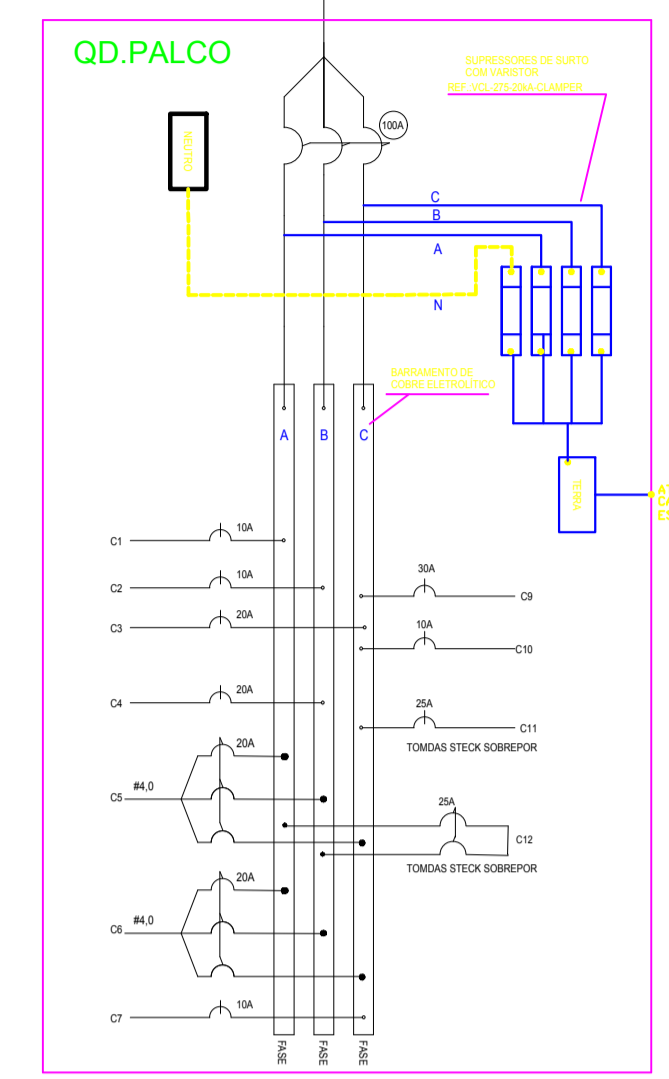 QD.PALCO
SUPRESSORES DE SURTO
COM VARISTOR
REF.:VCL-275-20kA-CLAMPER
NEUTRO
100A
C
B
A
N
BARRAMENTO DE
COBRE ELETROLÍTICO
A B C
TERRA
C1 10A
C2 10A
C3 20A
C4 20A
C5 #4,0 20A
C6 #4,0 20A
C7 10A
30A C9
10A C10
25A C11
TOMDAS STECK SOBREPOR
25A C12
TOMDAS STECK SOBREPOR
FASE FASE FASE